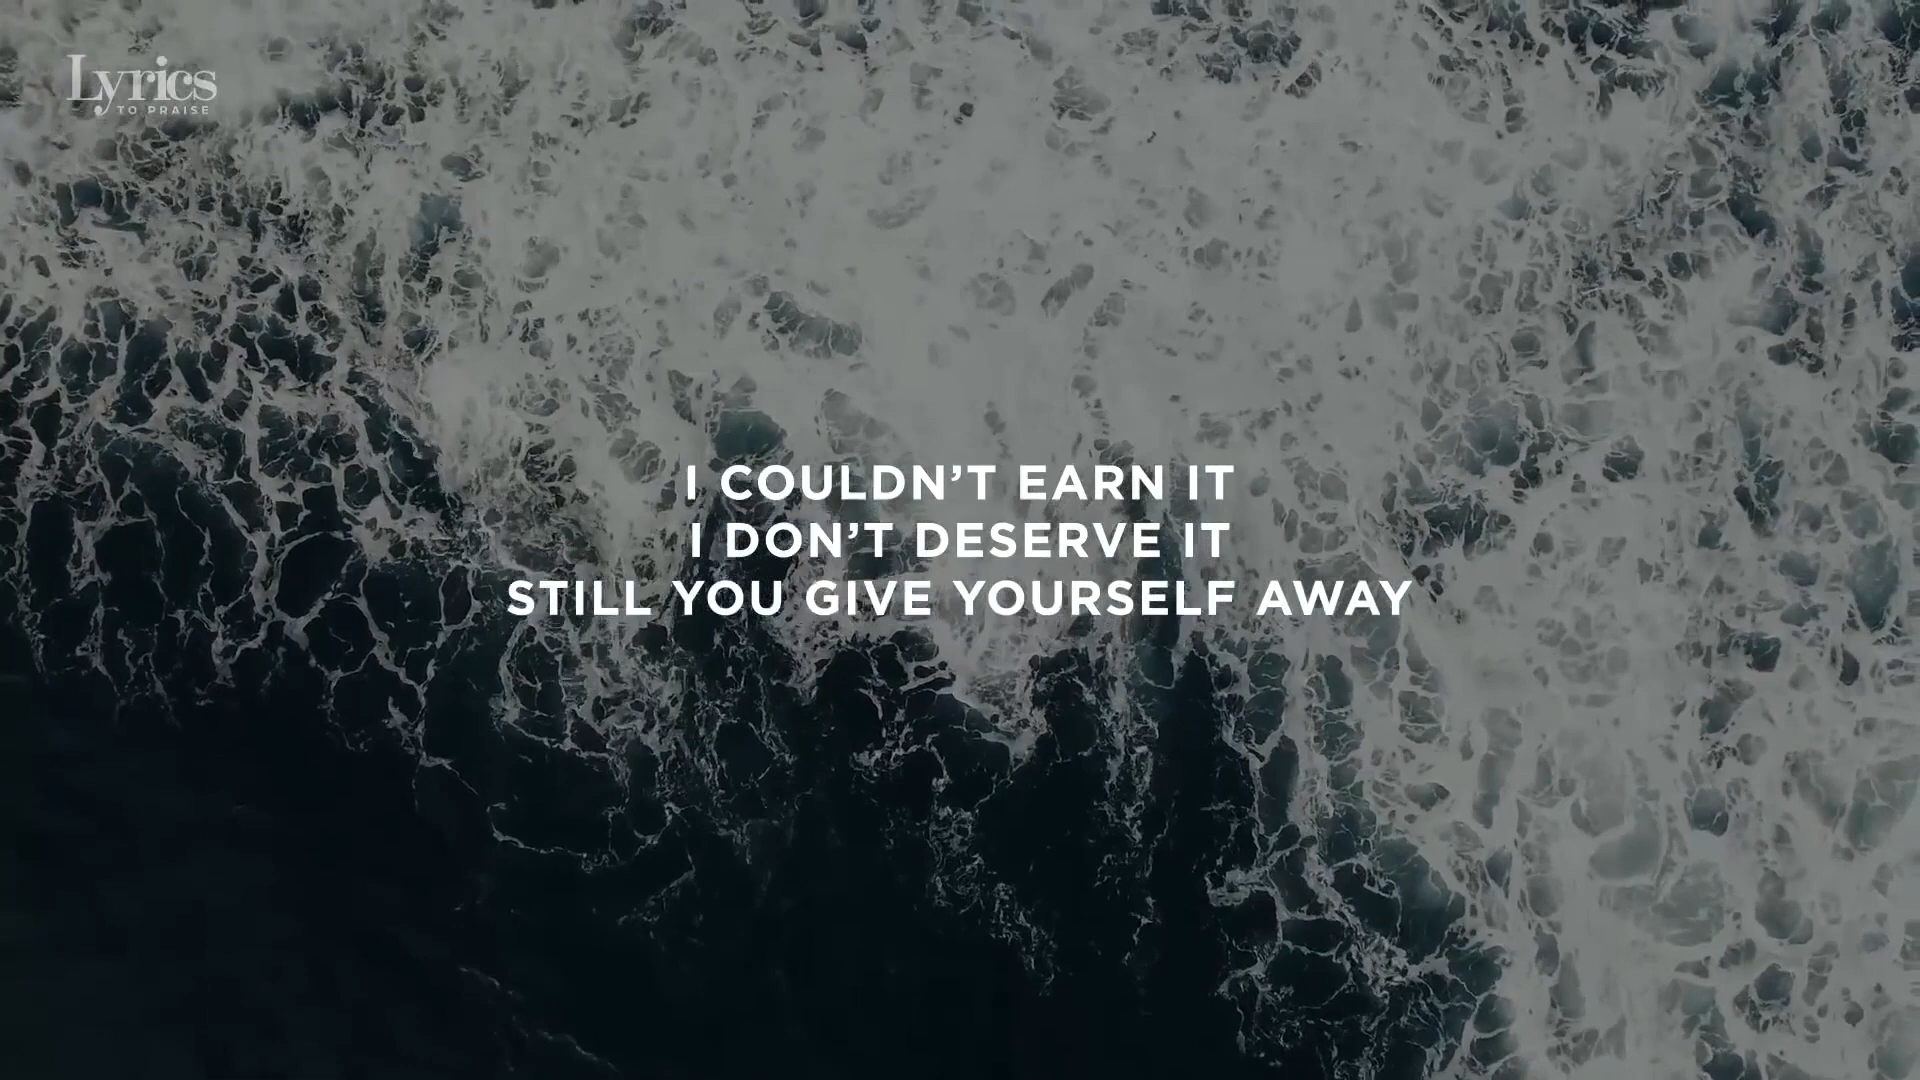 Lyrics
TO PRAISE
I COULDN'T EARN IT
I DON'T DESERVE IT
STILL YOU GIVE YOURSELF AWAY